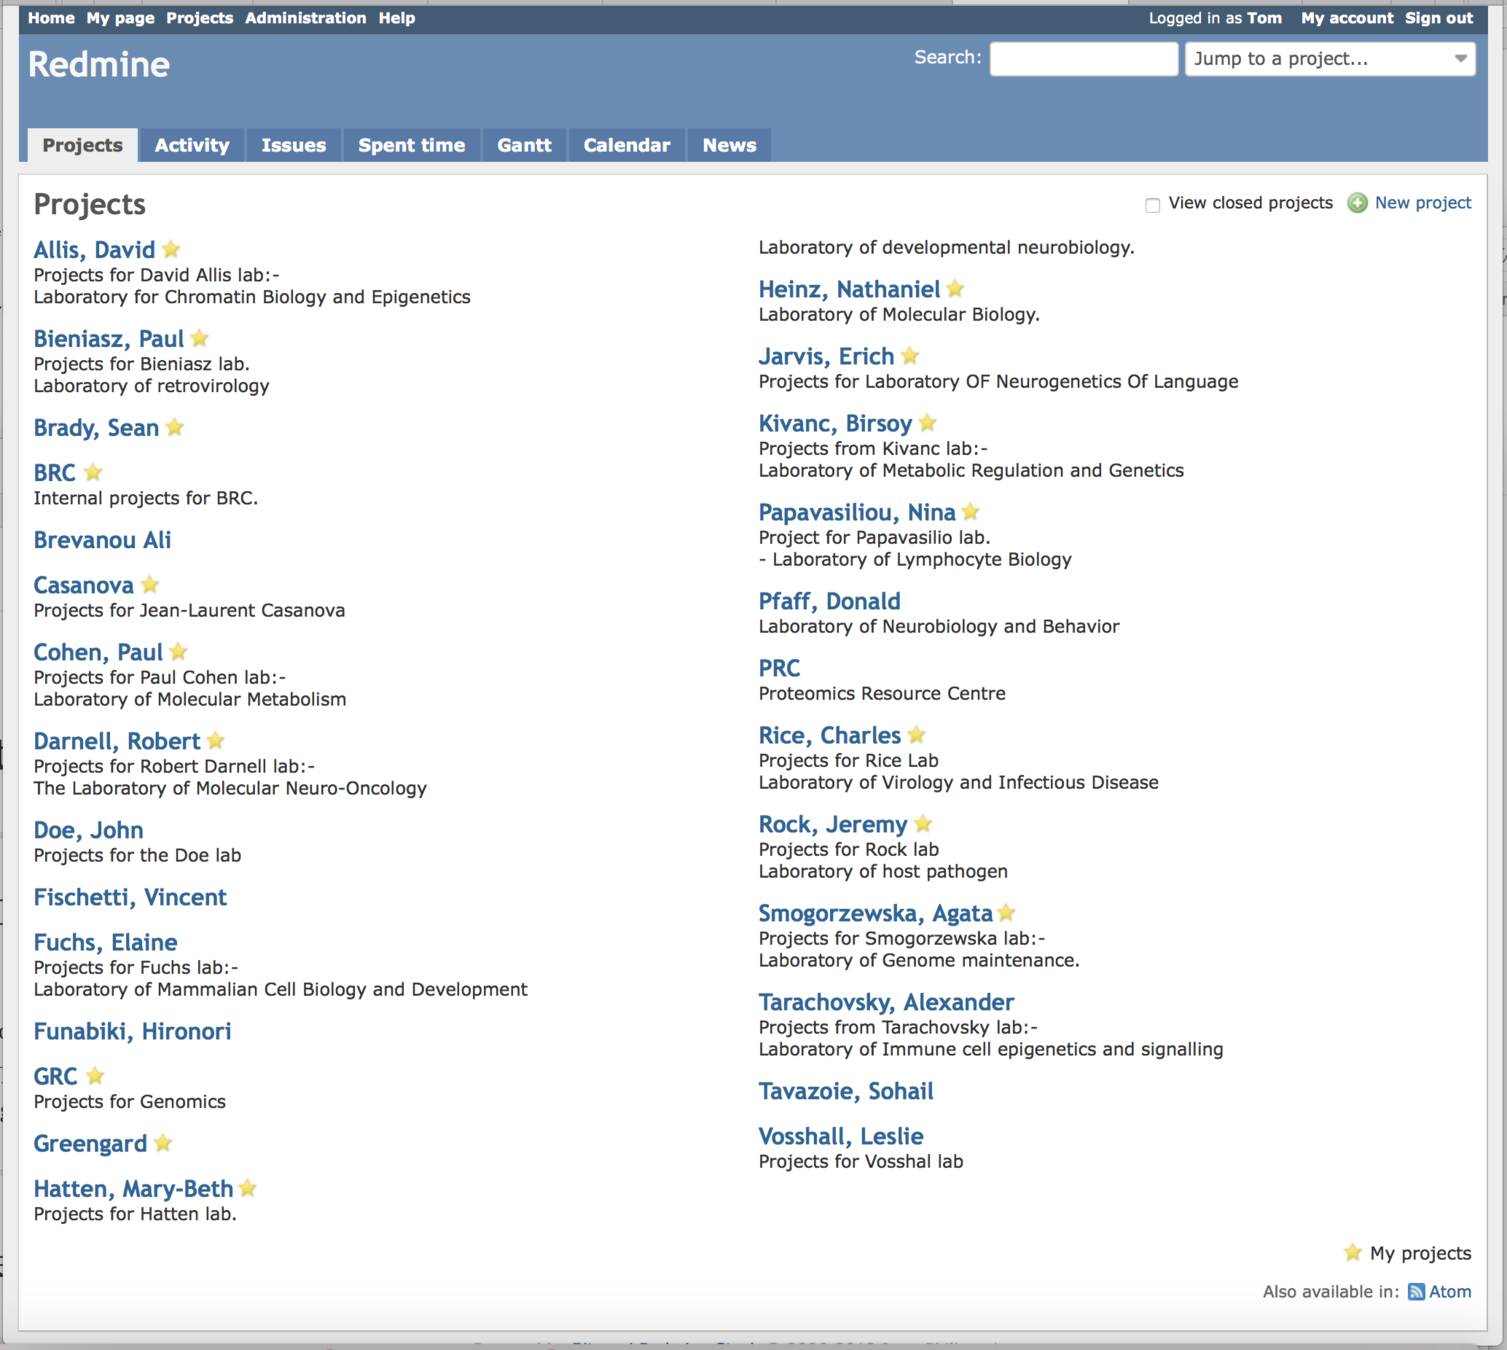 Home My page Projects Administration Help
Logged in as Tom My account Sign out
Redmine
Search:
Jump to a project...
Projects Activity Issues Spent time Gantt Calendar News
Projects
View closed projects New project
Allis, David
Projects for David Allis lab:-
Laboratory for Chromatin Biology and Epigenetics
Bieniasz, Paul
Projects for Bieniasz lab.
Laboratory of retrovirology
Brady, Sean
BRC
Internal projects for BRC.
Brevanou Ali
Casanova
Projects for Jean-Laurent Casanova
Cohen, Paul
Projects for Paul Cohen lab:-
Laboratory of Molecular Metabolism
Darnell, Robert
Projects for Robert Darnell lab:-
The Laboratory of Molecular Neuro-Oncology
Doe, John
Projects for the Doe lab
Fischetti, Vincent
Fuchs, Elaine
Projects for Fuchs lab:-
Laboratory of Mammalian Cell Biology and Development
Funabiki, Hironori
GRC
Projects for Genomics
Greengard
Hatten, Mary-Beth
Projects for Hatten lab.
Laboratory of developmental neurobiology.
Heinz, Nathaniel
Laboratory of Molecular Biology.
Jarvis, Erich
Projects for Laboratory OF Neurogenetics Of Language
Kivanc, Birsoy
Projects from Kivanc lab:-
Laboratory of Metabolic Regulation and Genetics
Papavasiliou, Nina
Project for Papavasilio lab.
- Laboratory of Lymphocyte Biology
Pfaff, Donald
Laboratory of Neurobiology and Behavior
PRC
Proteomics Resource Centre
Rice, Charles
Projects for Rice Lab
Laboratory of Virology and Infectious Disease
Rock, Jeremy
Projects for Rock lab
Laboratory of host pathogen
Smogorzewska, Agata
Projects for Smogorzewska lab:-
Laboratory of Genome maintenance.
Tarachovsky, Alexander
Projects from Tarachovsky lab:-
Laboratory of Immune cell epigenetics and signalling
Tavazoie, Sohail
Vosshall, Leslie
Projects for Vosshal lab
My projects
Also available in: Atom